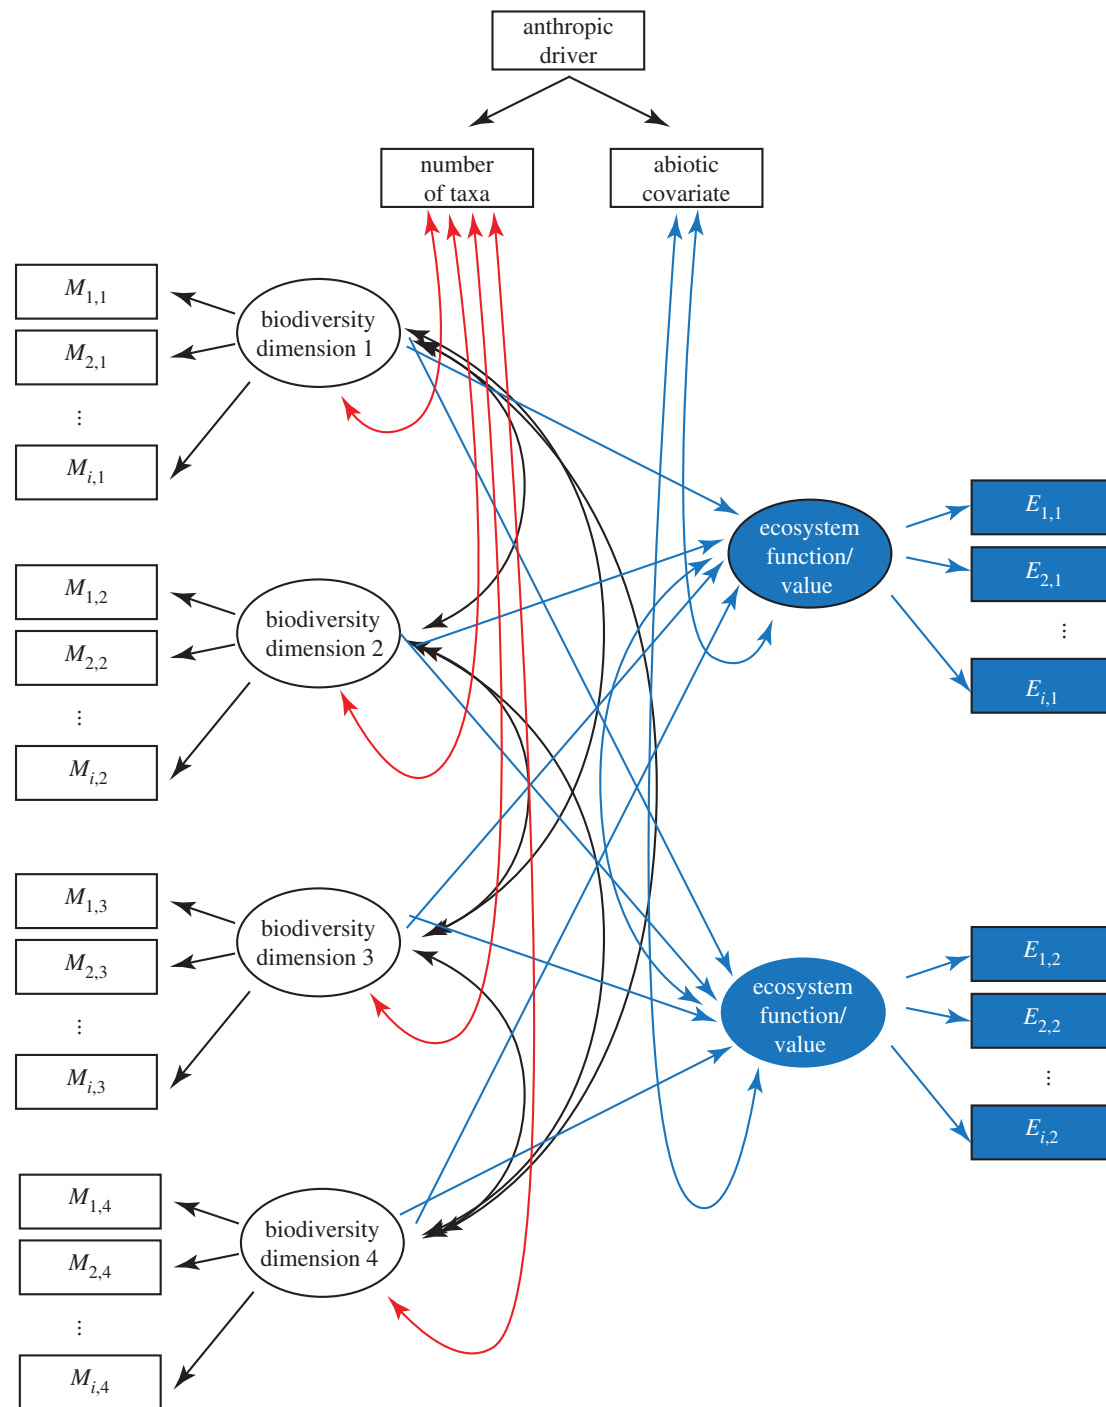 anthropic
driver
number
of taxa
abiotic
covariate
M1,1
M2,1
⋮
Mi,1
biodiversity
dimension 1
M1,2
M2,2
⋮
Mi,2
biodiversity
dimension 2
M1,3
M2,3
⋮
Mi,3
biodiversity
dimension 3
M1,4
M2,4
⋮
Mi,4
biodiversity
dimension 4
ecosystem
function/
value
E1,1
E2,1
⋮
Ei,1
ecosystem
function/
value
E1,2
E2,2
⋮
Ei,2